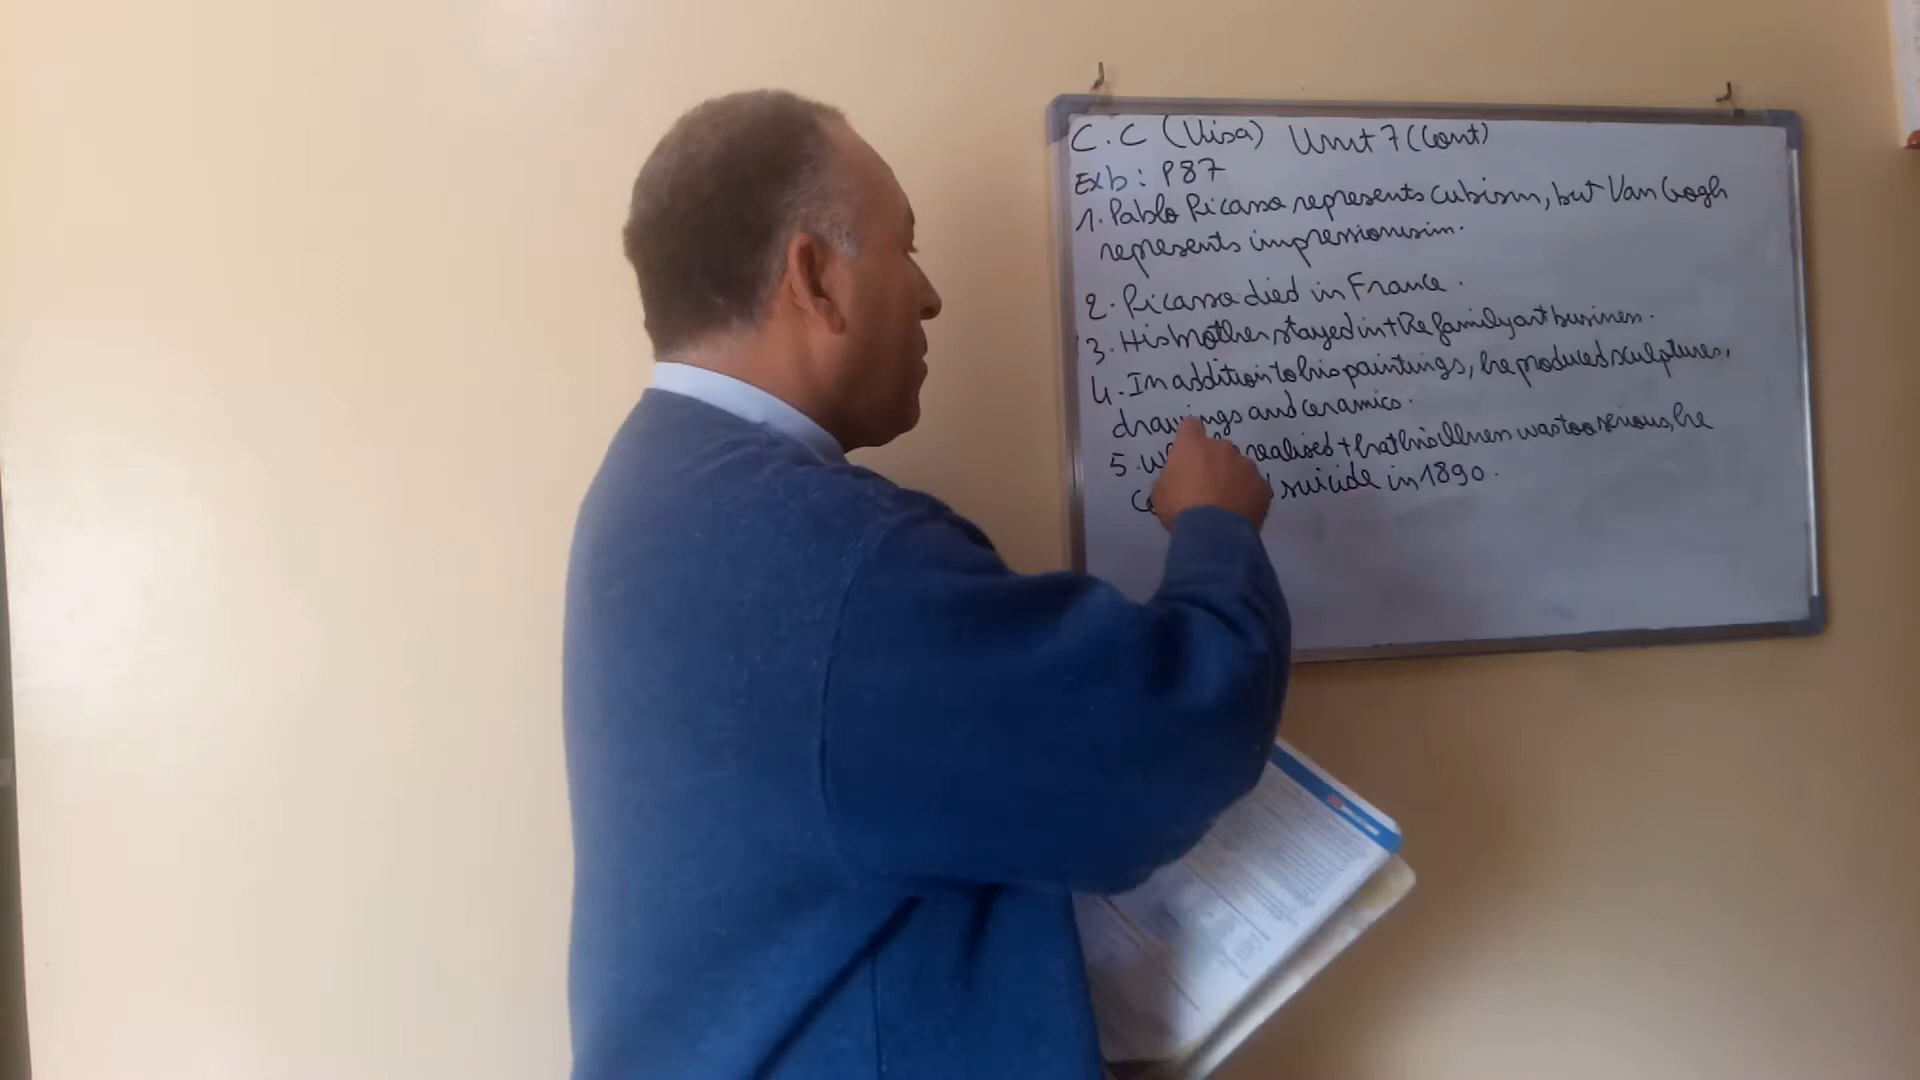 C.C (Visa) Unit 7 (Cont)
Exb: P87
1. Pablo Picasso represents cubism, but Van Gogh
represents impressionism.
2. Picasso died in France.
3. His brother stayed in the family art business.
4. In addition to his paintings, he produced sculptures,
drawings and ceramics.
5. realised that his illness was too serious, he
suicide in 1890.